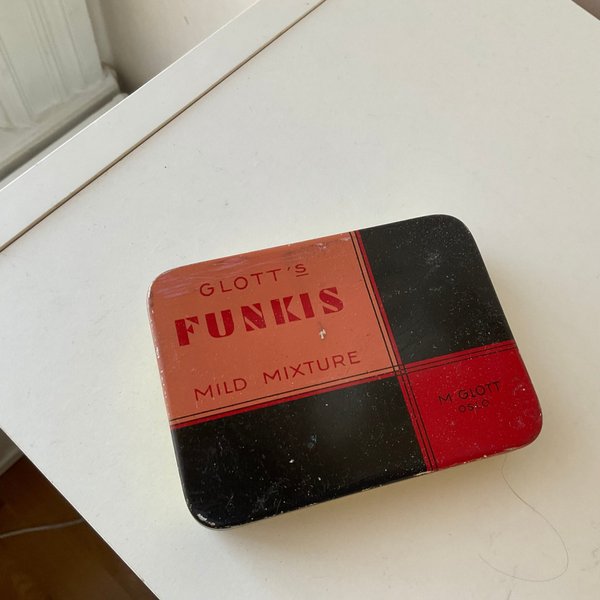 GLOTT's
FUNKIS
MILD MIXTURE
M. GLOTT
OSLO